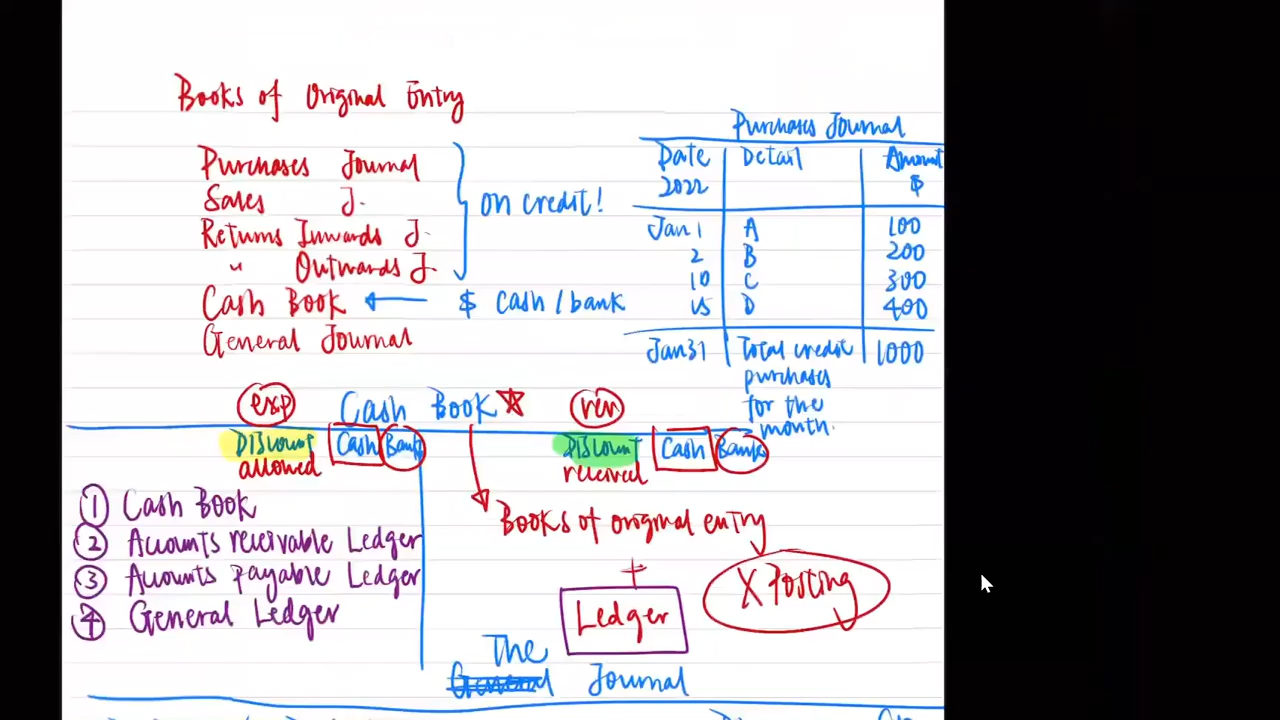 Books of Original Entry
Purchases Journal
Sales J.
Returns Inwards J.
" Outwards J.
on credit!
Cash Book ← $ cash / bank
General Journal
Purchases Journal
Date Detail Amount
2022 $
Jan 1 A 100
2 B 200
10 C 300
15 D 400
Jan 31 Total credit 1000
purchases
for the
month.
exp Cash Book rev
Discount Cash Bank Discount Cash Bank
allowed received
① Cash Book
② Accounts receivable Ledger
③ Accounts payable Ledger
④ General Ledger
Books of original entry
+
Ledger
X Posting
The
General Journal